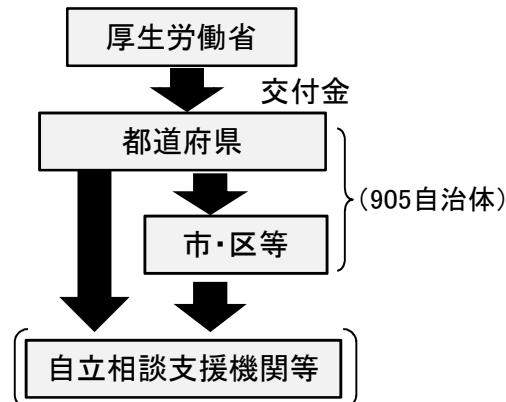 厚生労働省
交付金
都道府県
(905自治体)
市・区等
自立相談支援機関等